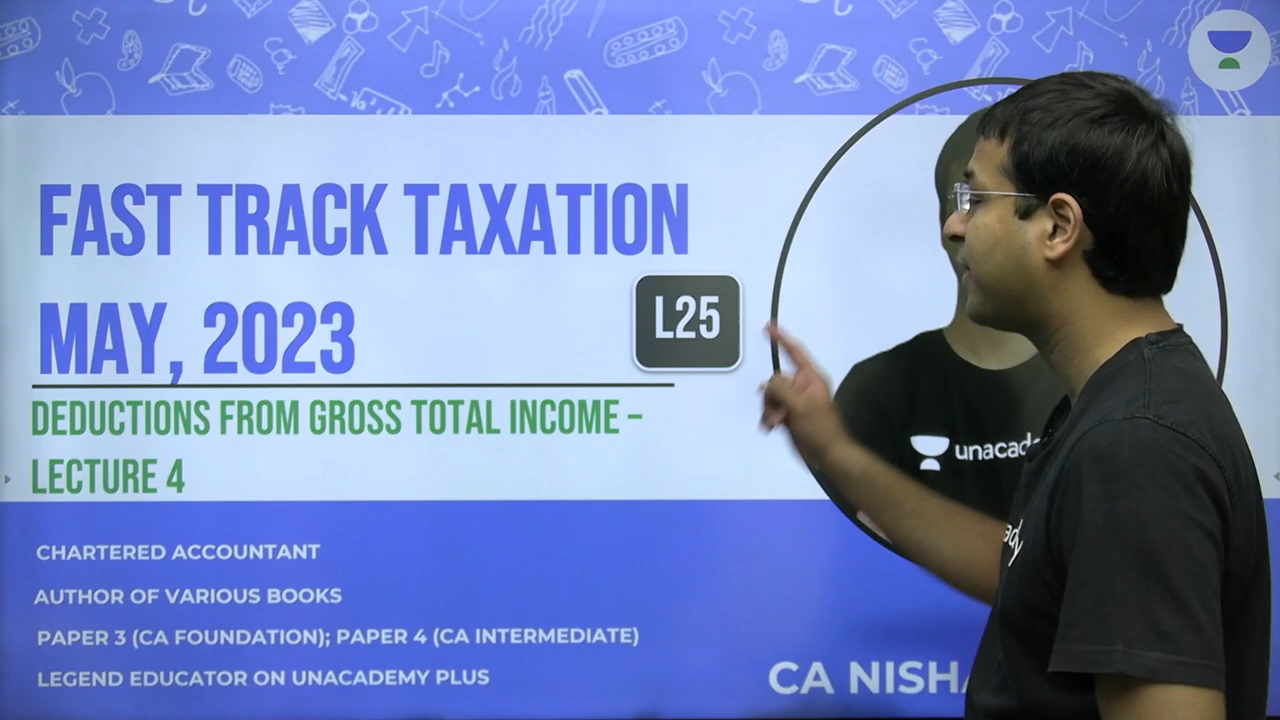 FAST TRACK TAXATION
MAY, 2023
L25
DEDUCTIONS FROM GROSS TOTAL INCOME –
LECTURE 4
CHARTERED ACCOUNTANT
AUTHOR OF VARIOUS BOOKS
PAPER 3 (CA FOUNDATION); PAPER 4 (CA INTERMEDIATE)
LEGEND EDUCATOR ON UNACADEMY PLUS
CA